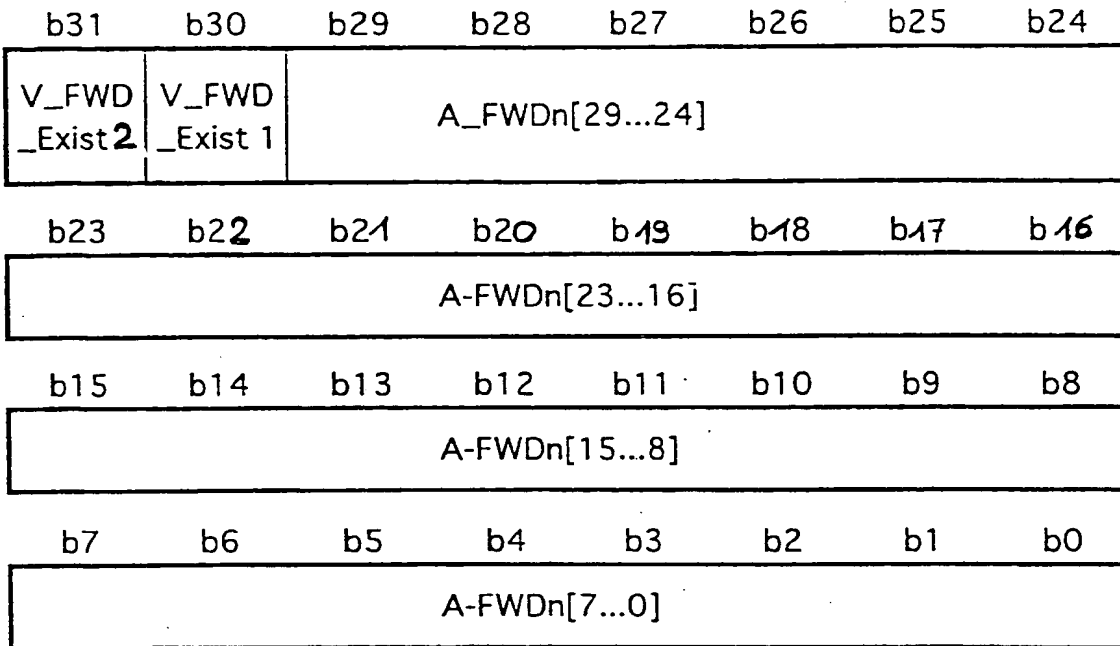 b31 b30 b29 b28 b27 b26 b25 b24
V_FWD V_FWD
A_FWDn[29...24]
_Exist 2 _Exist 1
b23 b22 b21 b20 b19 b18 b17 b16
A-FWDn[23...16]
b15 b14 b13 b12 b11 b10 b9 b8
A-FWDn[15...8]
b7 b6 b5 b4 b3 b2 b1 b0
A-FWDn[7...0]